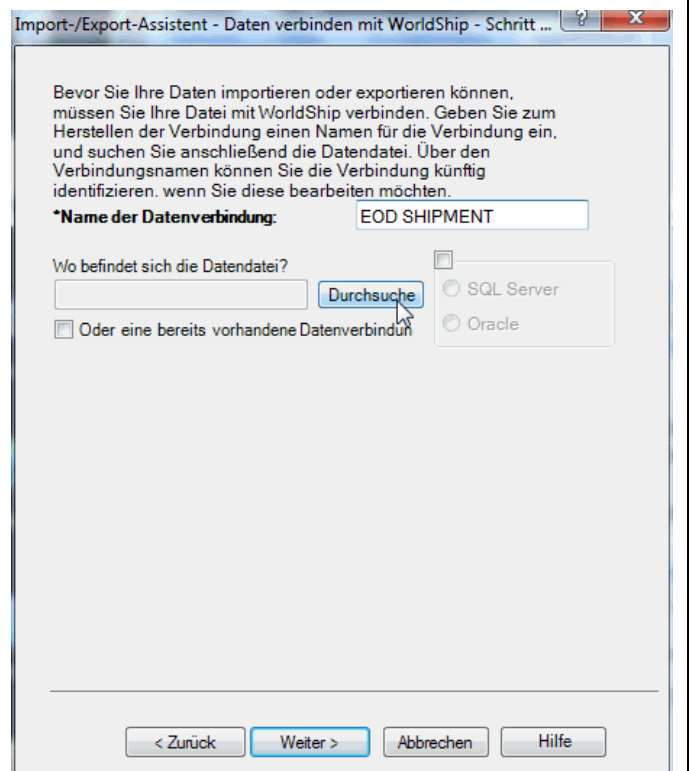 Import-/Export-Assistent - Daten verbinden mit WorldShip - Schritt ...
Bevor Sie Ihre Daten importieren oder exportieren können,
müssen Sie Ihre Datei mit WorldShip verbinden. Geben Sie zum
Herstellen der Verbindung einen Namen für die Verbindung ein,
und suchen Sie anschließend die Datendatei. Über den
Verbindungsnamen können Sie die Verbindung künftig
identifizieren. wenn Sie diese bearbeiten möchten.
*Name der Datenverbindung: EOD SHIPMENT
Wo befindet sich die Datendatei?
Durchsuche
SQL Server
Oder eine bereits vorhandene Datenverbindun
Oracle
< Zurück Weiter > Abbrechen Hilfe